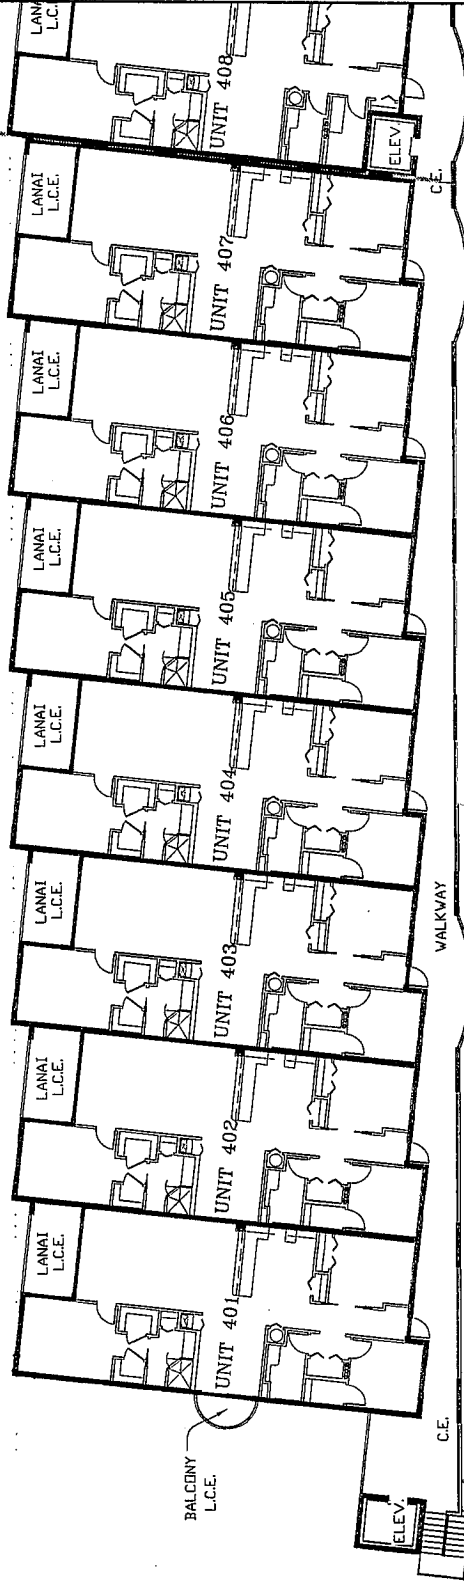 LANAI
L.C.E.
UNIT 408
ELEV.
C.E.
LANAI
L.C.E.
UNIT 407
LANAI
L.C.E.
UNIT 406
LANAI
L.C.E.
UNIT 405
LANAI
L.C.E.
UNIT 404
LANAI
L.C.E.
UNIT 403
WALKWAY
LANAI
L.C.E.
UNIT 402
LANAI
L.C.E.
UNIT 401
BALCONY
L.C.E.
C.E.
ELEV.